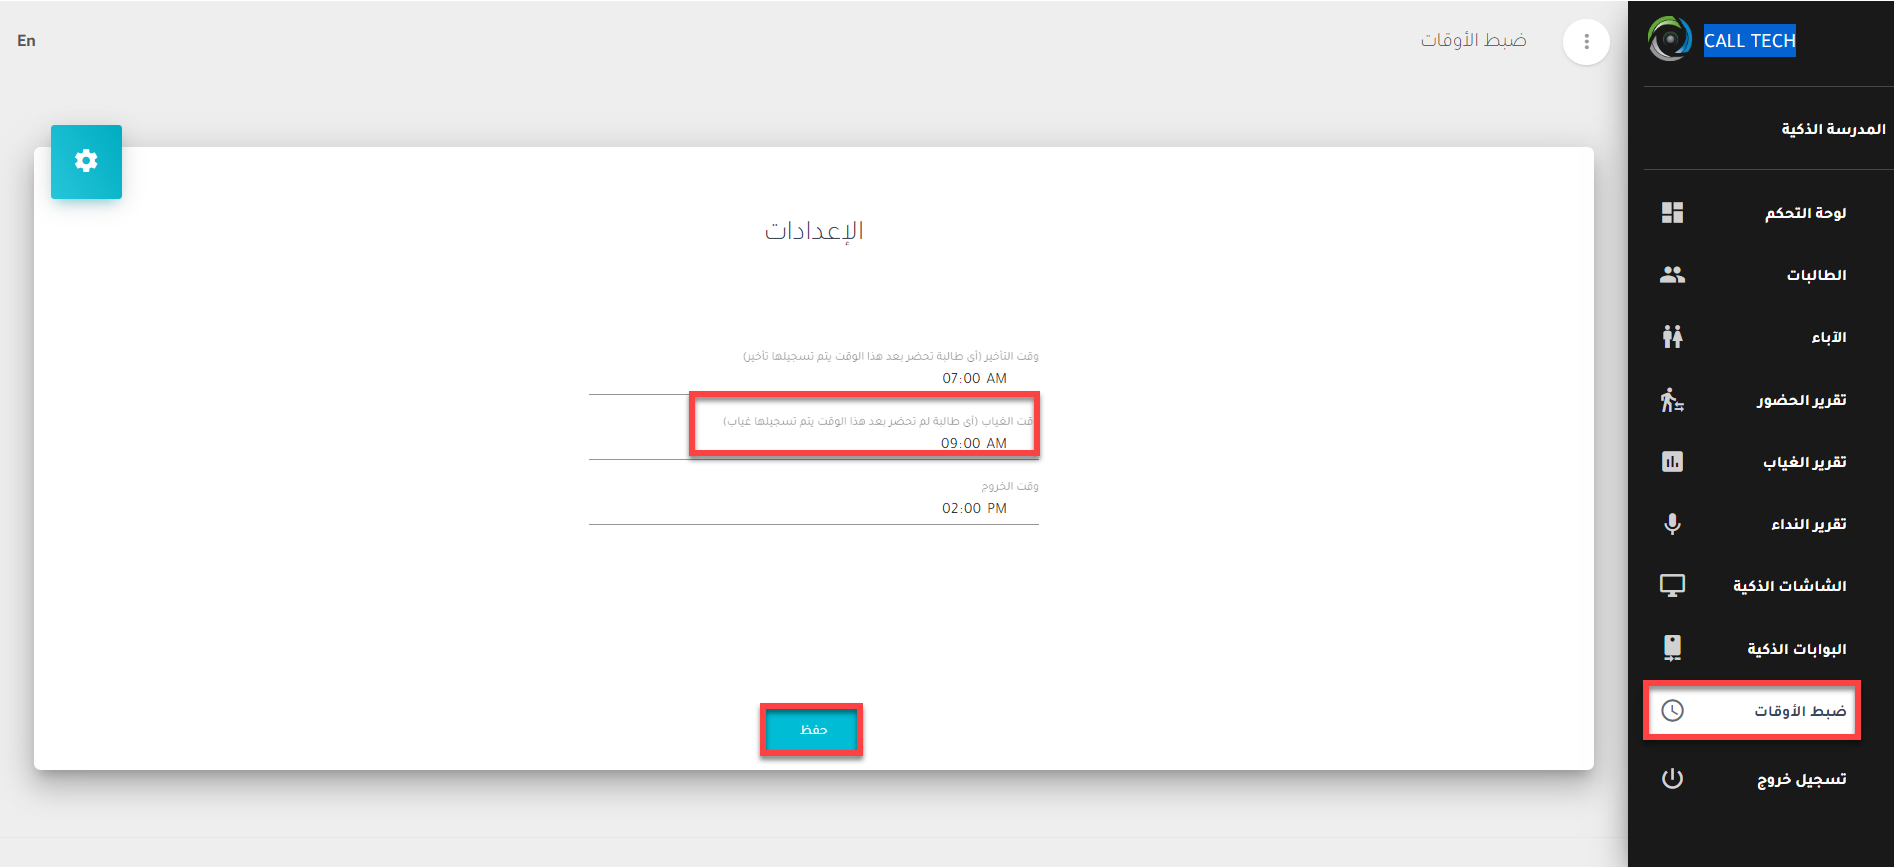 CALL TECH
المدرسة الذكية
لوحة التحكم
الطالبات
الآباء
تقرير الحضور
تقرير الغياب
تقرير النداء
الشاشات الذكية
البوابات الذكية
ضبط الأوقات
تسجيل خروج
ضبط الأوقات
En
الإعدادات
وقت التأخير (أى طالبة تحضر بعد هذا الوقت يتم تسجيلها تأخير)
07:00 AM
قت الغياب (أى طالبة لم تحضر بعد هذا الوقت يتم تسجيلها غياب)
09:00 AM
وقت الخروج
02:00 PM
حفظ